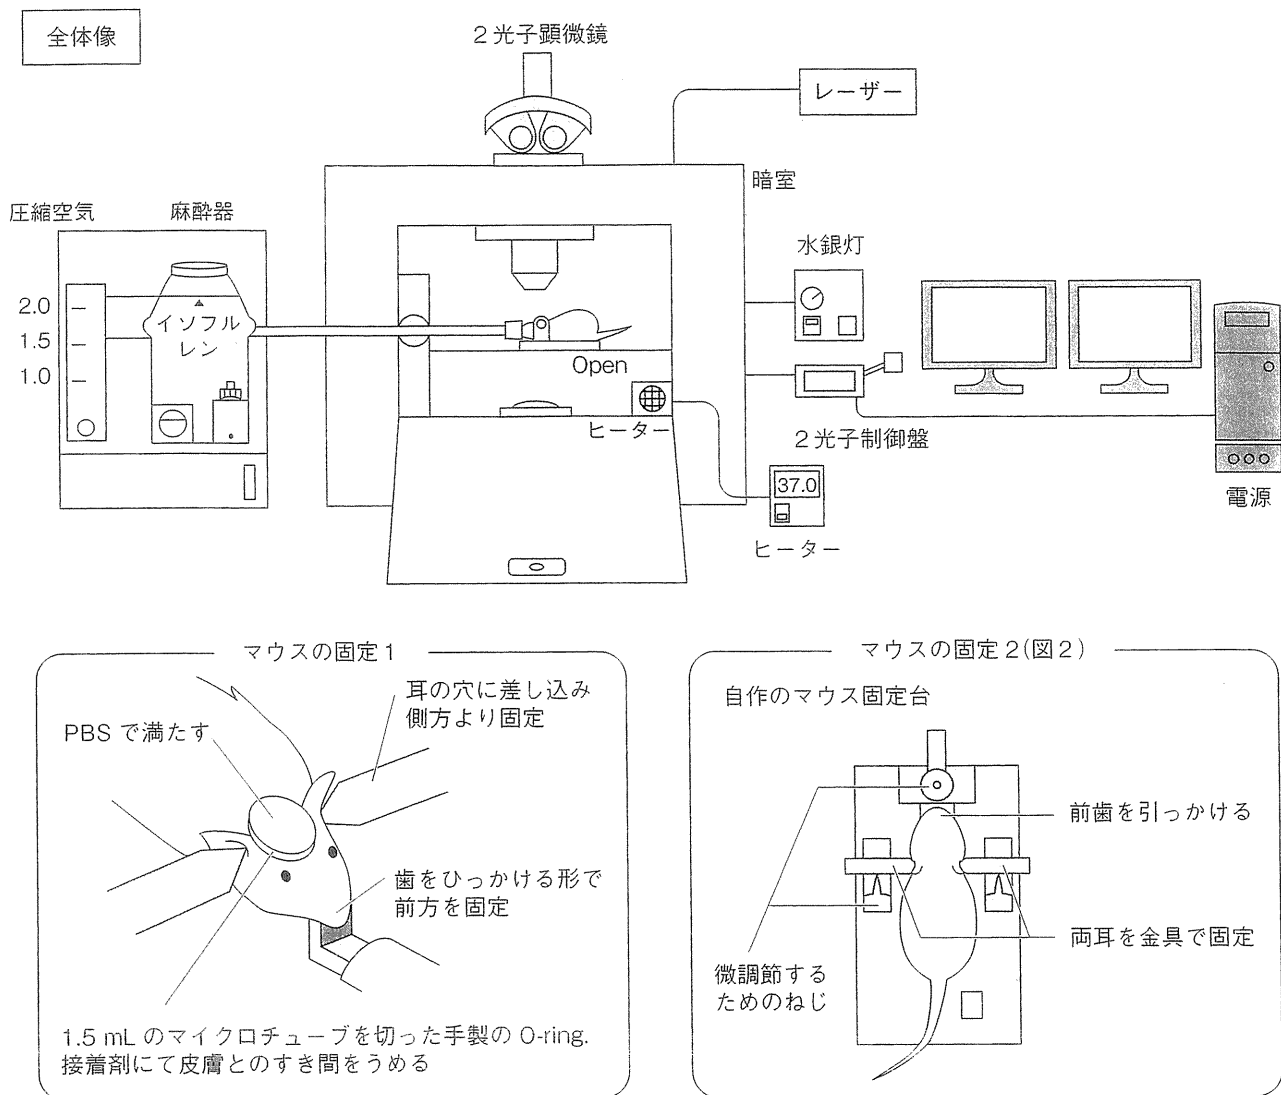 全体像
2光子顕微鏡
レーザー
暗室
圧縮空気
麻酔器
水銀灯
2.0
1.5
1.0
イソフル
レン
Open
ヒーター
2光子制御盤
37.0
ヒーター
電源
マウスの固定1
PBSで満たす
耳の穴に差し込み
側方より固定
歯をひっかける形で
前方を固定
1.5 mLのマイクロチューブを切った手製のO-ring.
接着剤にて皮膚とのすき間をうめる
マウスの固定2(図2)
自作のマウス固定台
前歯を引っかける
両耳を金具で固定
微調節する
ためのねじ